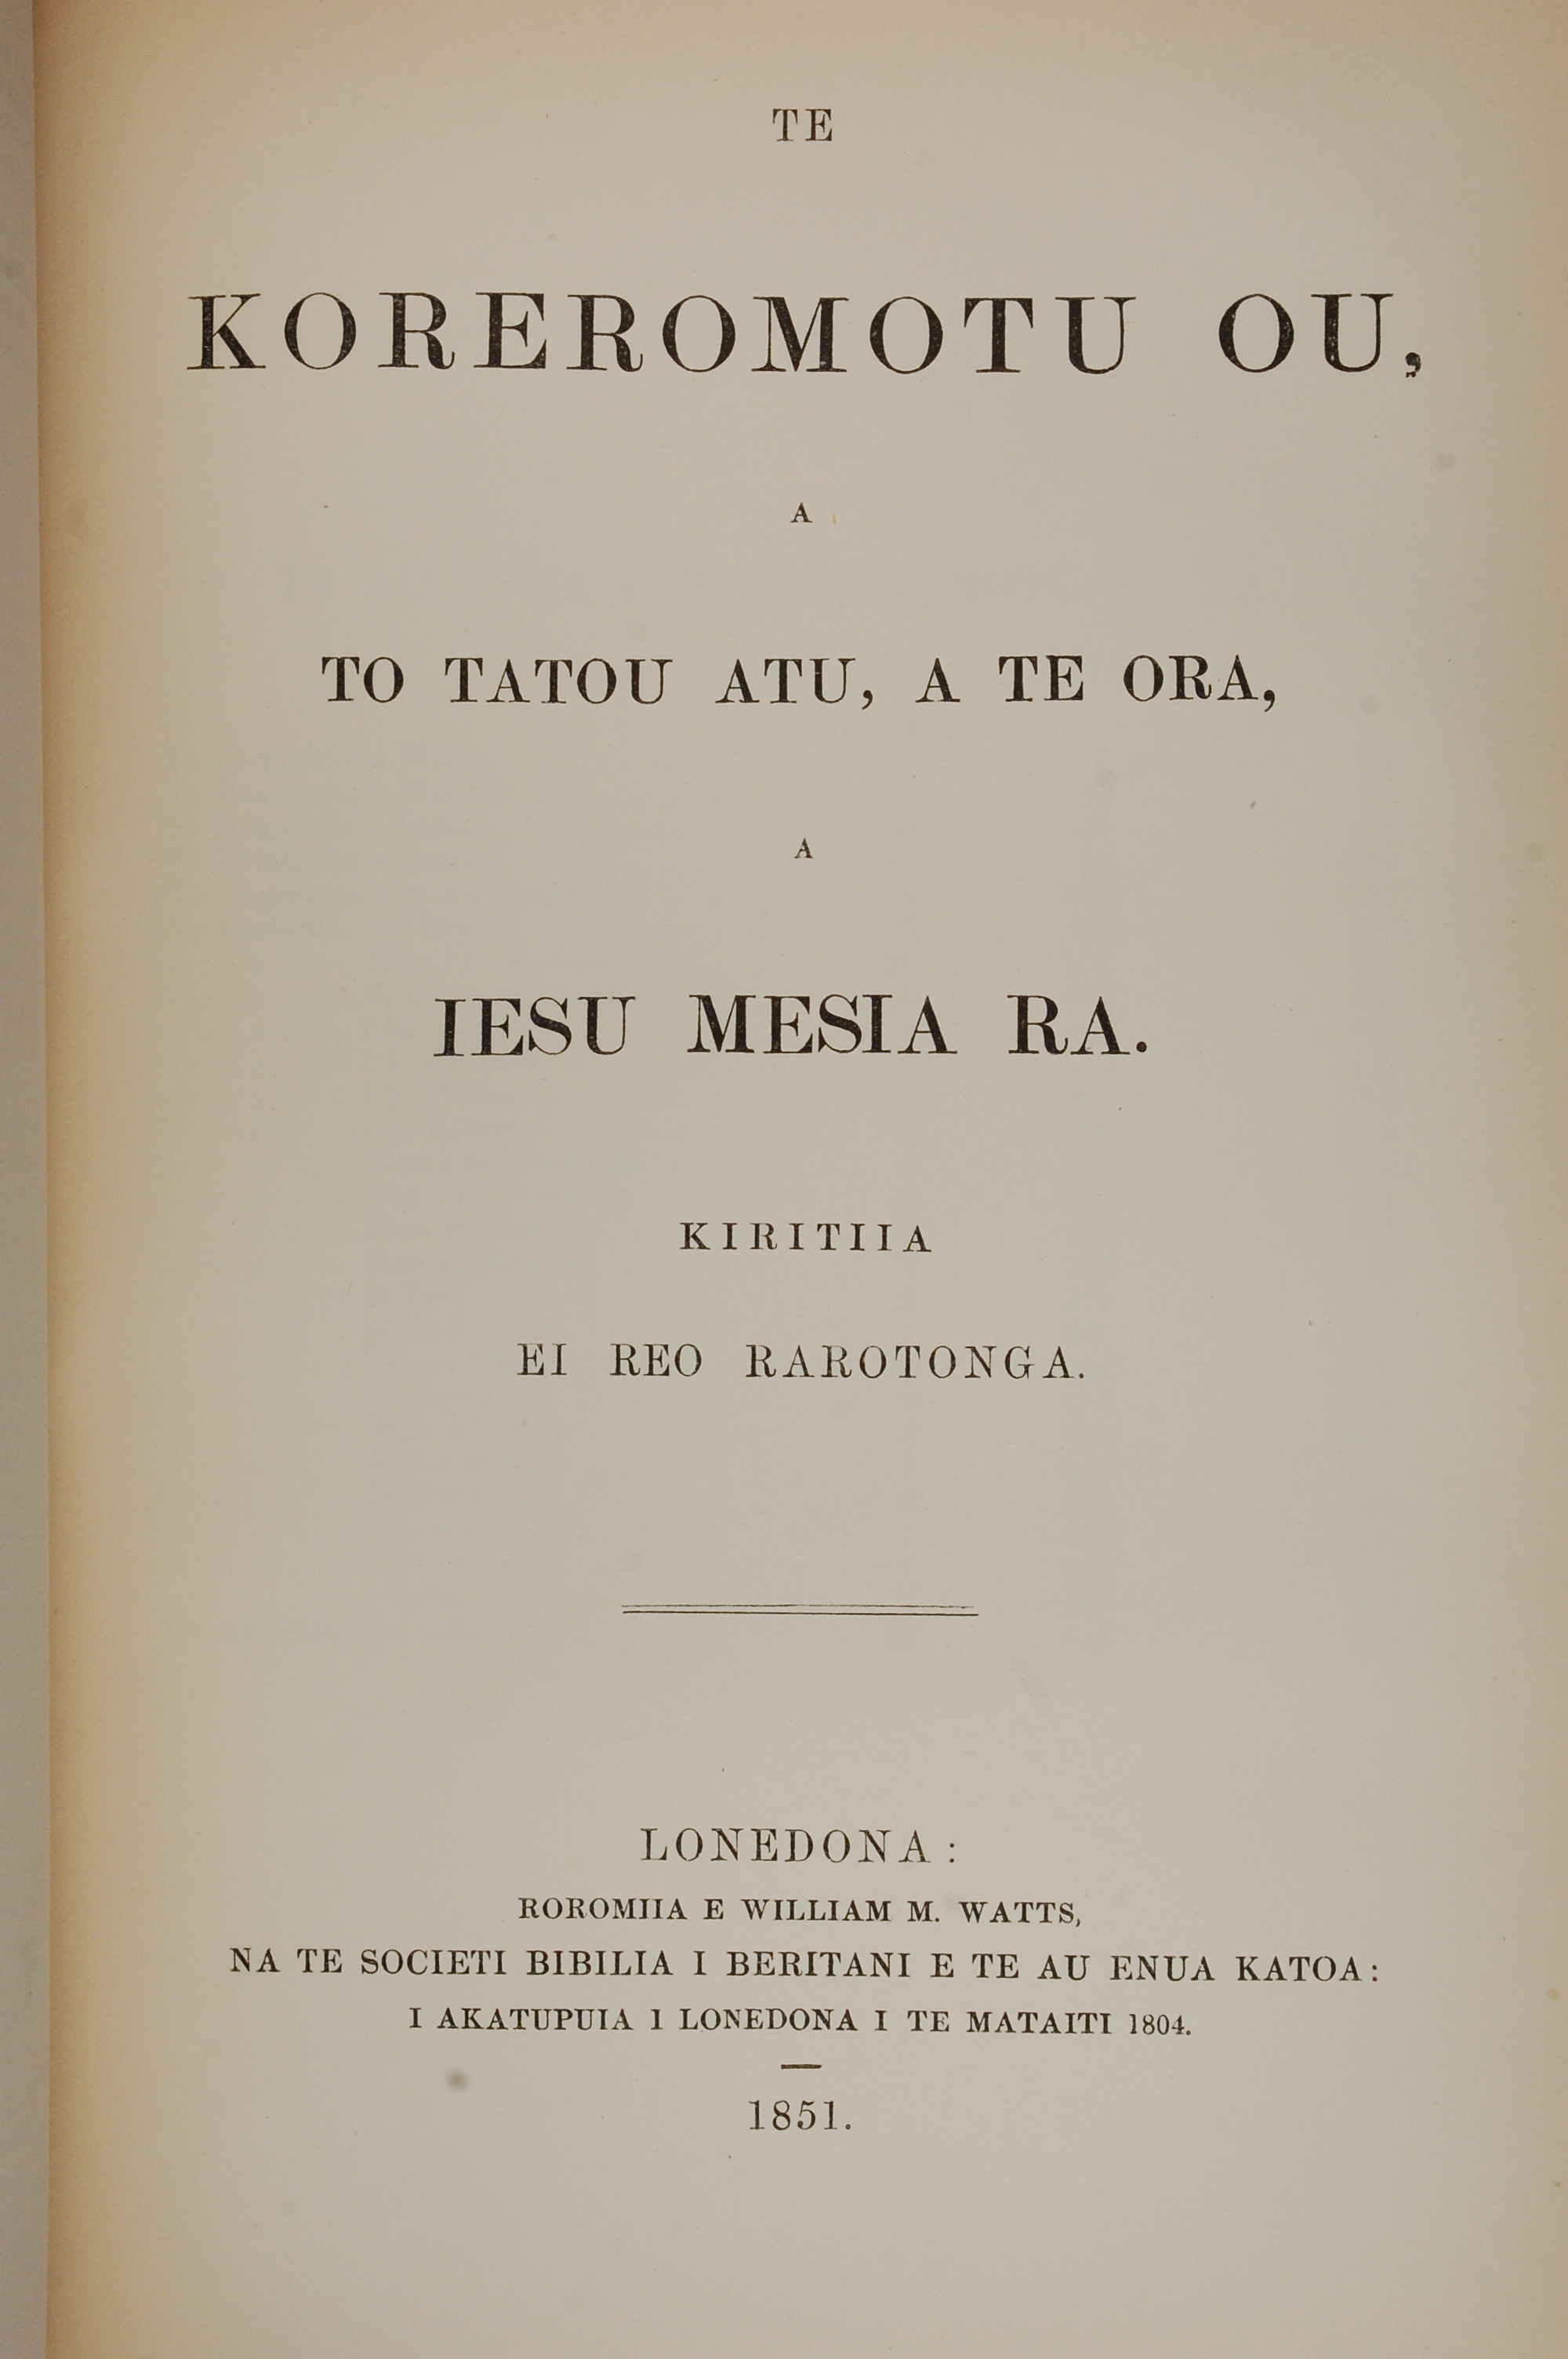 TE
KOREROMOTU OU,
A
TO TATOU ATU, A TE ORA,
A
IESU MESIA RA.
KIRITIIA
EI REO RAROTONGA.
LONEDONA:
ROROMIIA E WILLIAM M. WATTS,
NA TE SOCIETI BIBILIA I BERITANI E TE AU ENUA KATOA:
I AKATUPUIA I LONEDONA I TE MATAITI 1804.
1851.